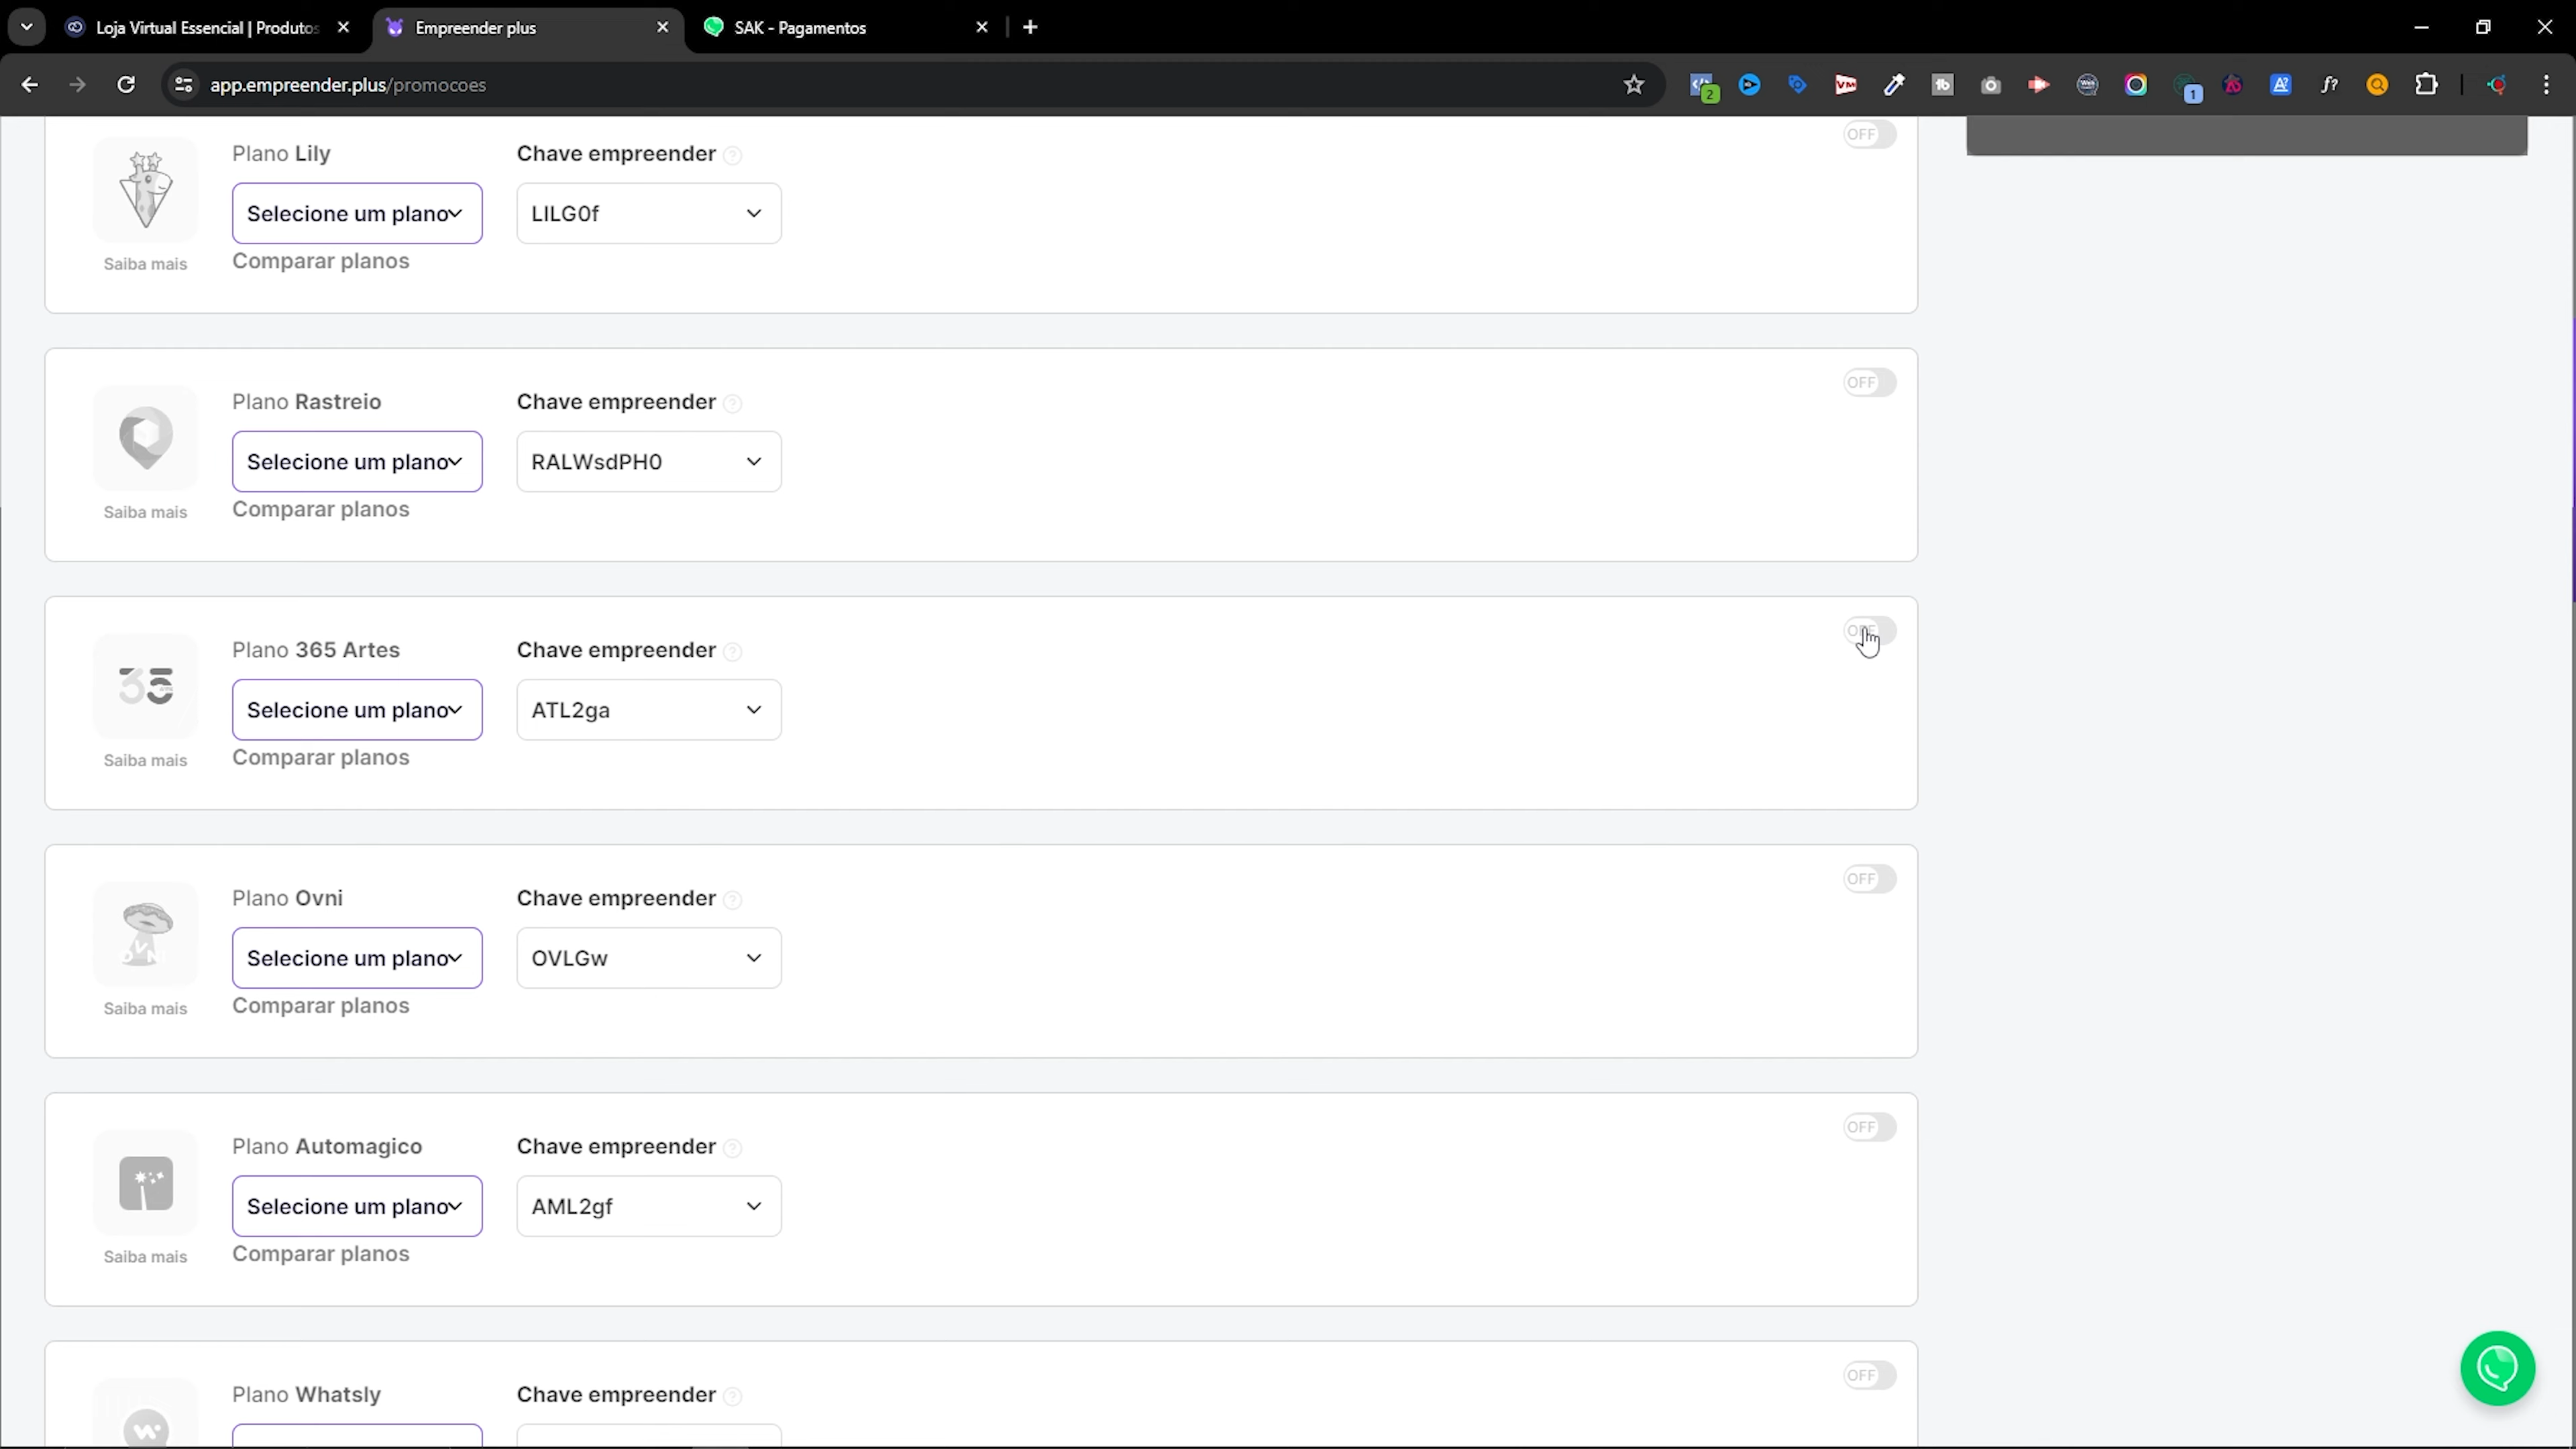 Loja Virtual Essencial | Produtos
Empreender plus
SAK - Pagamentos
app.empreender.plus/promocoes
2
1
Plano Lily
Chave empreender
OFF
Selecione um plano
LILG0f
Saiba mais
Comparar planos
Plano Rastreio
Chave empreender
OFF
Selecione um plano
RALWsdPH0
Saiba mais
Comparar planos
Plano 365 Artes
Chave empreender
Selecione um plano
ATL2ga
Saiba mais
Comparar planos
Plano Ovni
Chave empreender
OFF
Selecione um plano
OVLGw
OVNI
Saiba mais
Comparar planos
Plano Automagico
Chave empreender
OFF
Selecione um plano
AML2gf
Saiba mais
Comparar planos
Plano Whatsly
Chave empreender
OFF